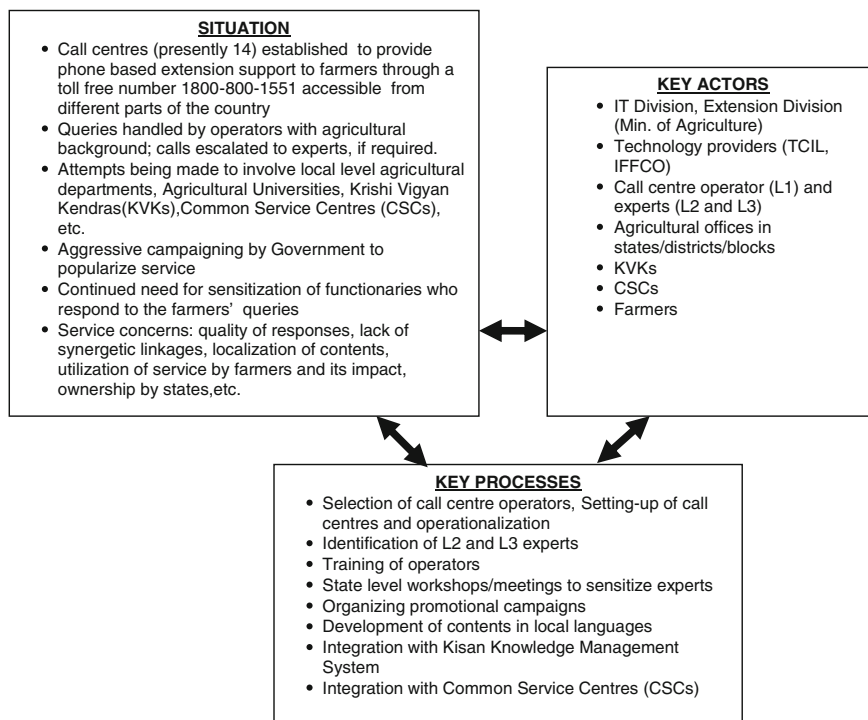 SITUATION
• Call centres (presently 14) established to provide
phone based extension support to farmers through a
toll free number 1800-800-1551 accessible from
different parts of the country
• Queries handled by operators with agricultural
background; calls escalated to experts, if required.
• Attempts being made to involve local level agricultural
departments, Agricultural Universities, Krishi Vigyan
Kendras(KVKs),Common Service Centres (CSCs),
etc.
• Aggressive campaigning by Government to
popularize service
• Continued need for sensitization of functionaries who
respond to the farmers' queries
• Service concerns: quality of responses, lack of
synergetic linkages, localization of contents,
utilization of service by farmers and its impact,
ownership by states,etc.
KEY ACTORS
• IT Division, Extension Division
(Min. of Agriculture)
• Technology providers (TCIL,
IFFCO)
• Call centre operator (L1) and
experts (L2 and L3)
• Agricultural offices in
states/districts/blocks
• KVKs
• CSCs
• Farmers
KEY PROCESSES
• Selection of call centre operators, Setting-up of call
centres and operationalization
• Identification of L2 and L3 experts
• Training of operators
• State level workshops/meetings to sensitize experts
• Organizing promotional campaigns
• Development of contents in local languages
• Integration with Kisan Knowledge Management
System
• Integration with Common Service Centres (CSCs)